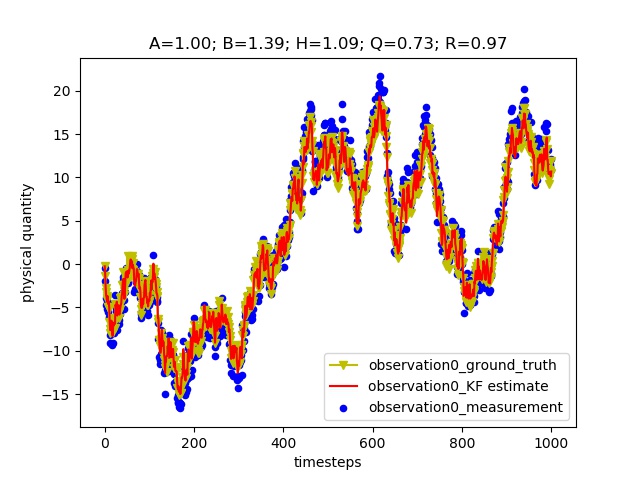 A=1.00; B=1.39; H=1.09; Q=0.73; R=0.97
physical quantity
20
15
10
5
0
−5
−10
−15
observation0_ground_truth
observation0_KF estimate
observation0_measurement
0 200 400 600 800 1000
timesteps